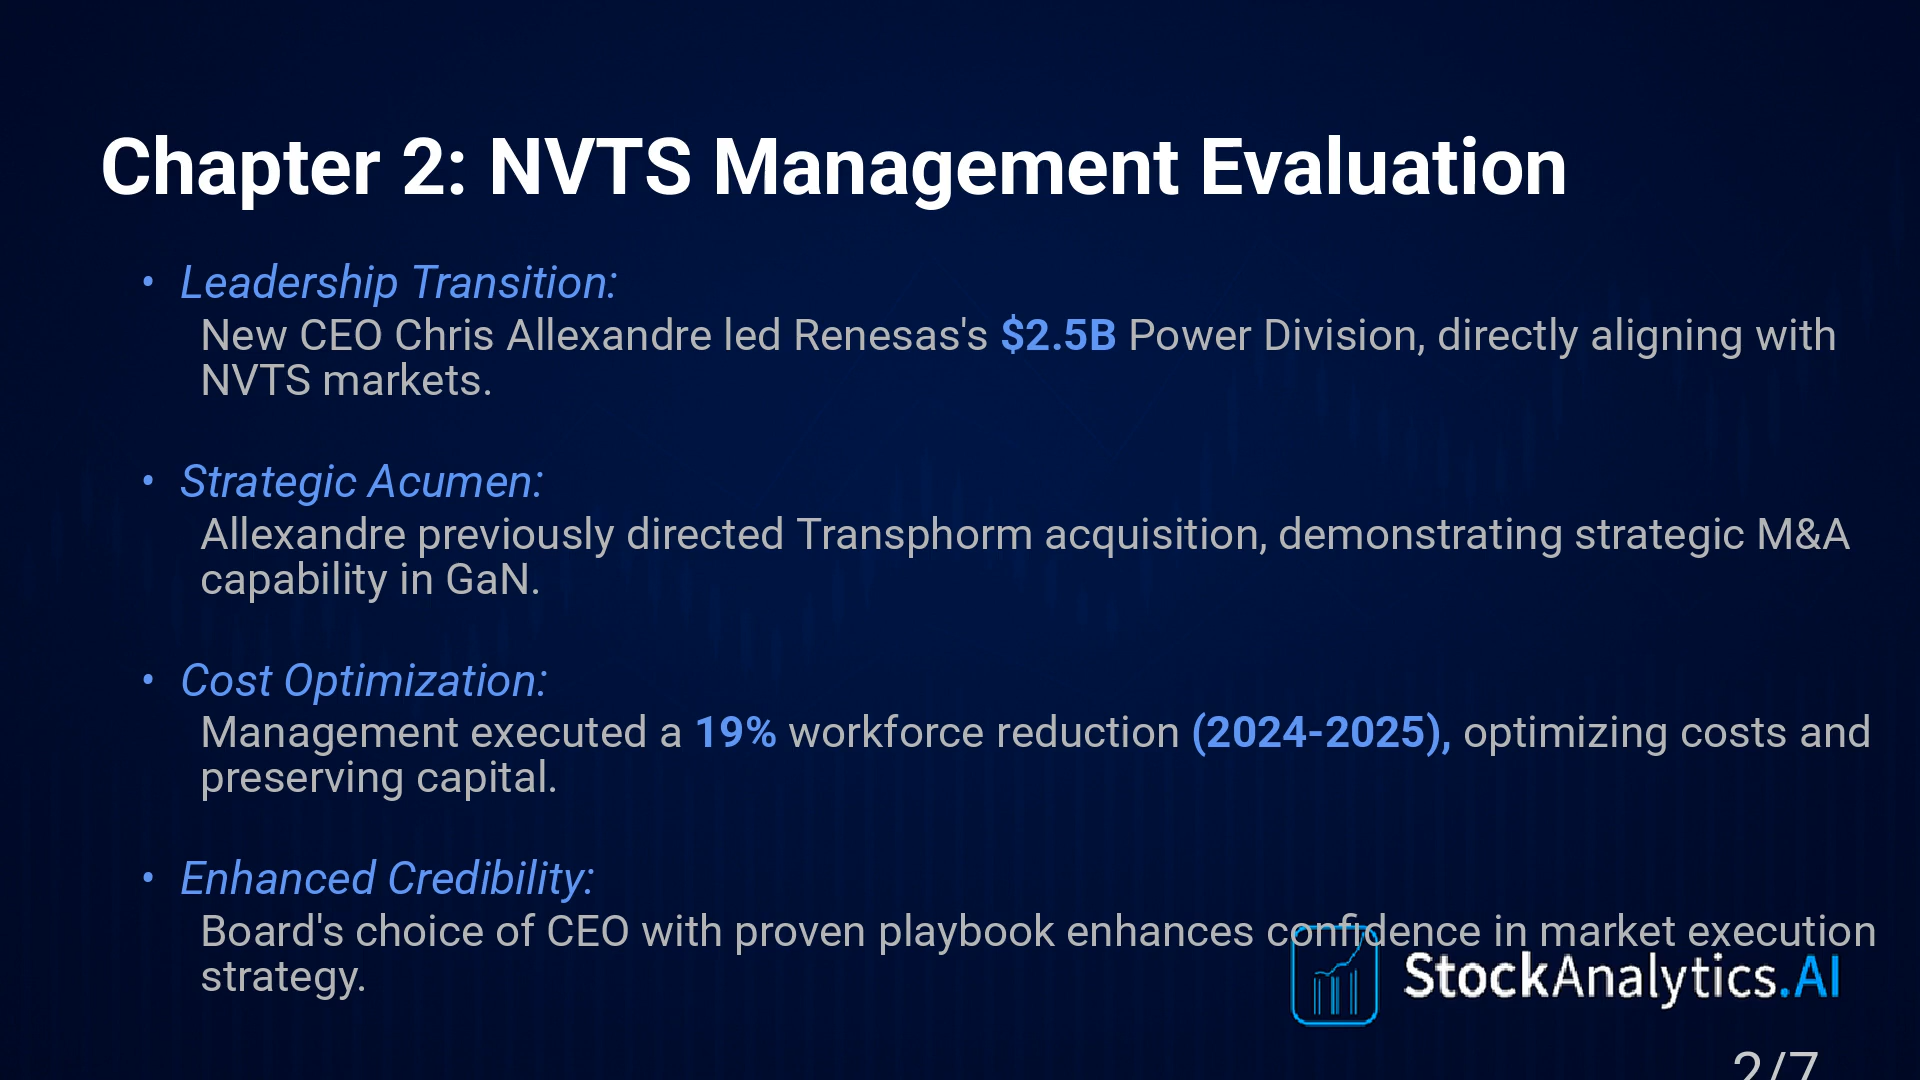 Chapter 2: NVTS Management Evaluation
• Leadership Transition:
New CEO Chris Allexandre led Renesas's $2.5B Power Division, directly aligning with
NVTS markets.
• Strategic Acumen:
Allexandre previously directed Transphorm acquisition, demonstrating strategic M&A
capability in GaN.
• Cost Optimization:
Management executed a 19% workforce reduction (2024-2025), optimizing costs and
preserving capital.
• Enhanced Credibility:
Board's choice of CEO with proven playbook enhances confidence in market execution
strategy.
StockAnalytics.AI
2/7